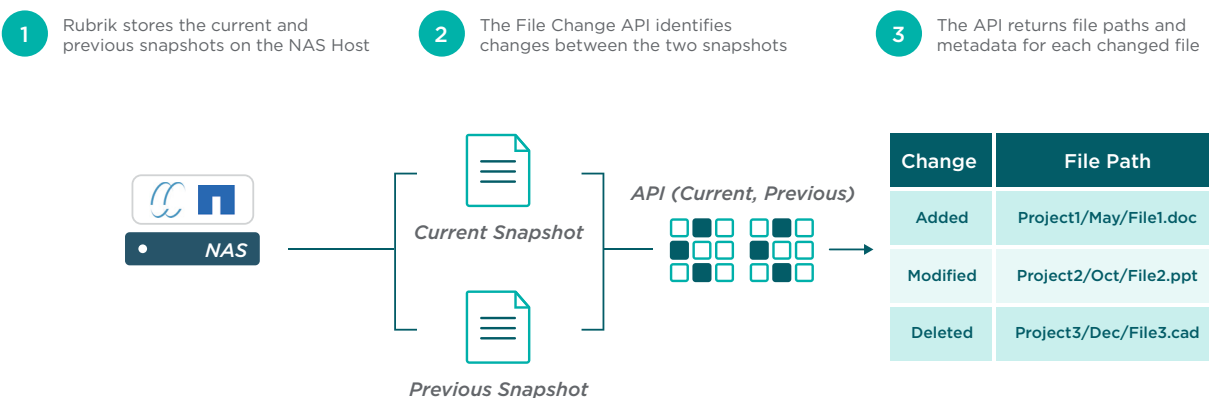 1
Rubrik stores the current and
previous snapshots on the NAS Host
2
The File Change API identifies
changes between the two snapshots
3
The API returns file paths and
metadata for each changed file
NAS
Current Snapshot
Previous Snapshot
API (Current, Previous)
Change File Path
Added Project1/May/File1.doc
Modified Project2/Oct/File2.ppt
Deleted Project3/Dec/File3.cad